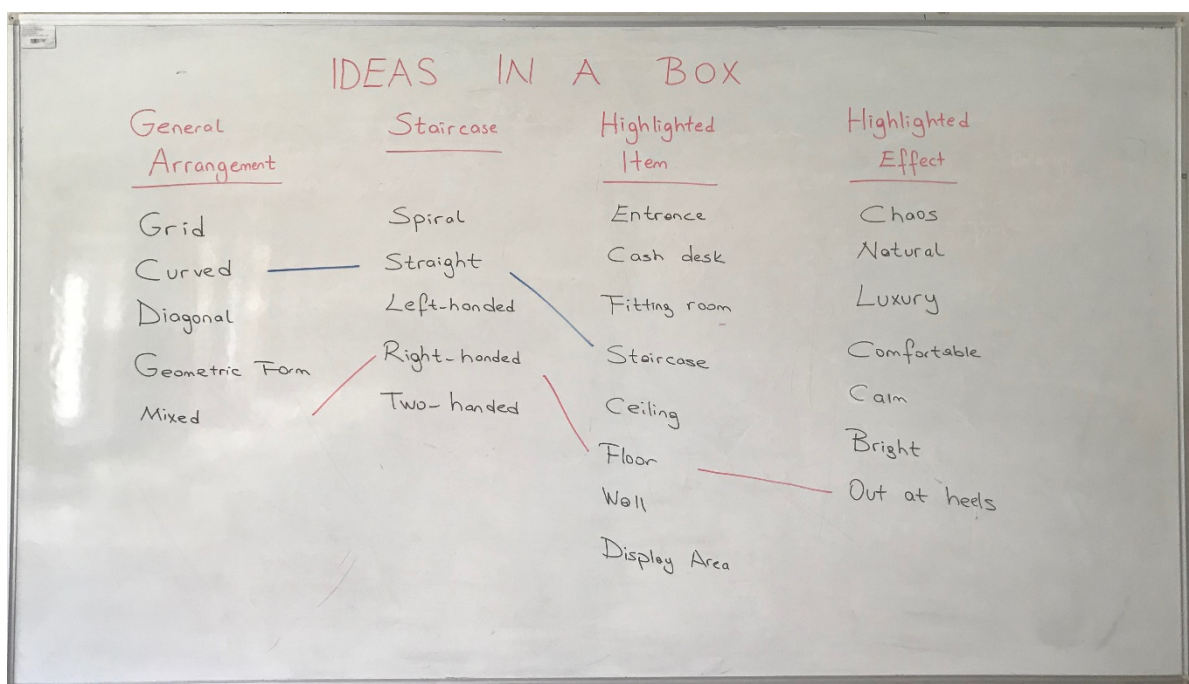 IDEAS IN A BOX
General
Arrangement
Grid
Curved
Diagonal
Geometric Form
Mixed
Staircase
Spiral
Straight
Left-handed
Right-handed
Two-handed
Highlighted
Item
Entrance
Cash desk
Fitting room
Staircase
Ceiling
Floor
Wall
Display Area
Highlighted
Effect
Chaos
Natural
Luxury
Comfortable
Calm
Bright
Out at heels